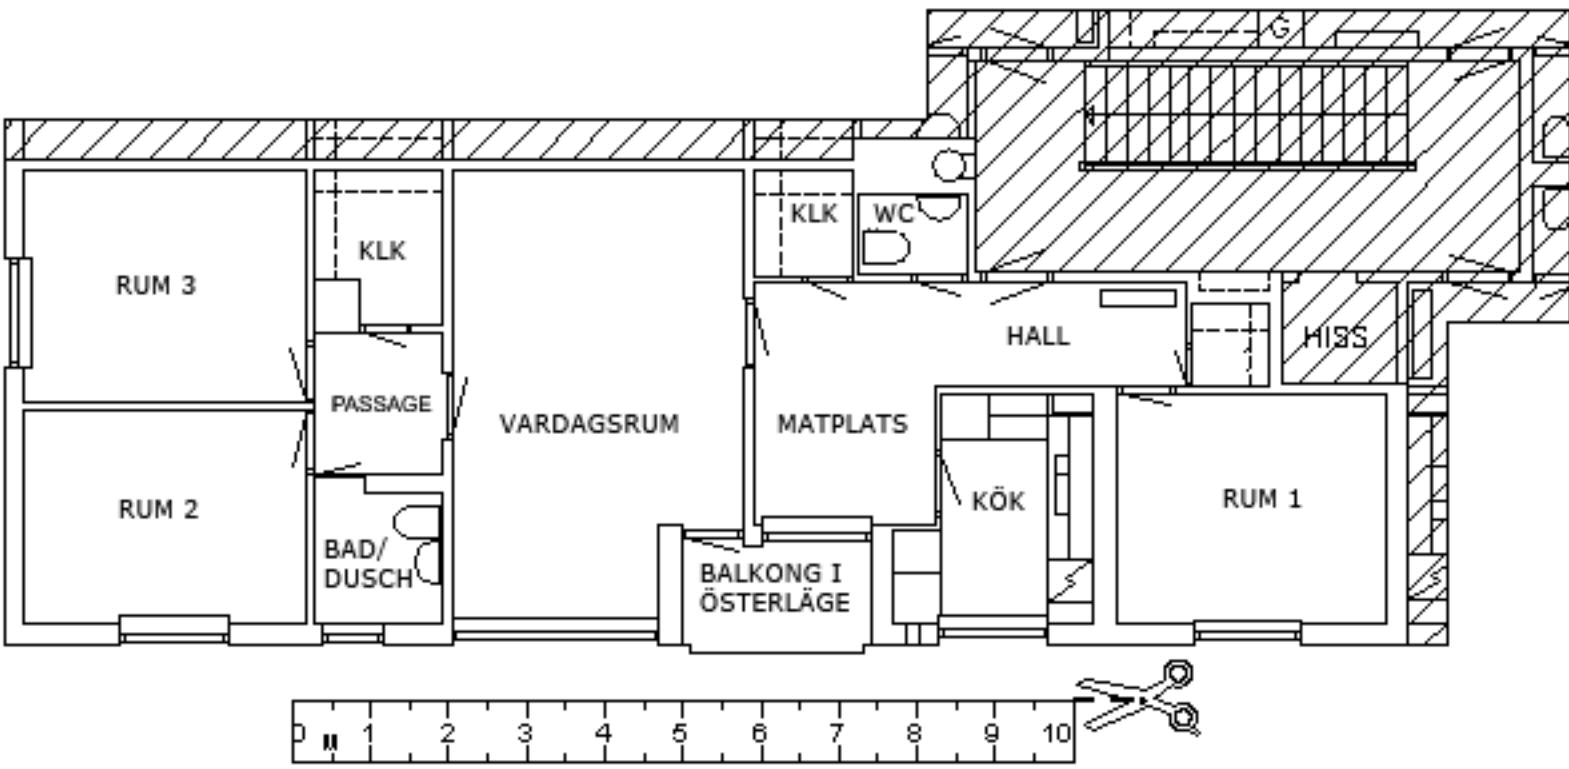 G
KLK
WC
KLK
RUM 3
HALL
HISS
PASSAGE
VARDAGSRUM
MATPLATS
RUM 2
KÖK
RUM 1
BAD/
DUSCH
BALKONG I
ÖSTERLÄGE
0 1 2 3 4 5 6 7 8 9 10